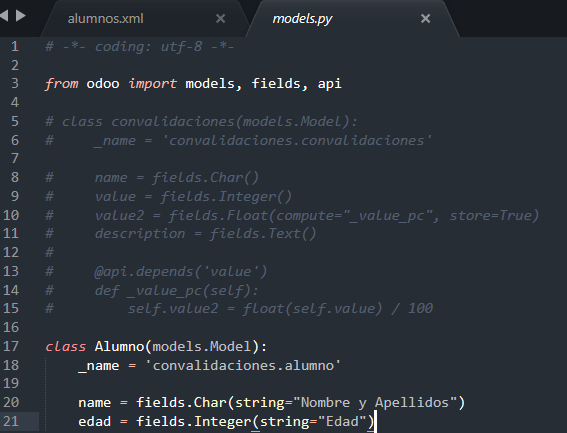 alumnos.xml × models.py ×
1 # -*- coding: utf-8 -*-
2
3 from odoo import models, fields, api
4
5 # class convalidaciones(models.Model):
6 #     _name = 'convalidaciones.convalidaciones'
7
8 #     name = fields.Char()
9 #     value = fields.Integer()
10 #     value2 = fields.Float(compute="_value_pc", store=True)
11 #     description = fields.Text()
12 #
13 #     @api.depends('value')
14 #     def _value_pc(self):
15 #         self.value2 = float(self.value) / 100
16
17 class Alumno(models.Model):
18     _name = 'convalidaciones.alumno'
19
20     name = fields.Char(string="Nombre y Apellidos")
21     edad = fields.Integer(string="Edad")